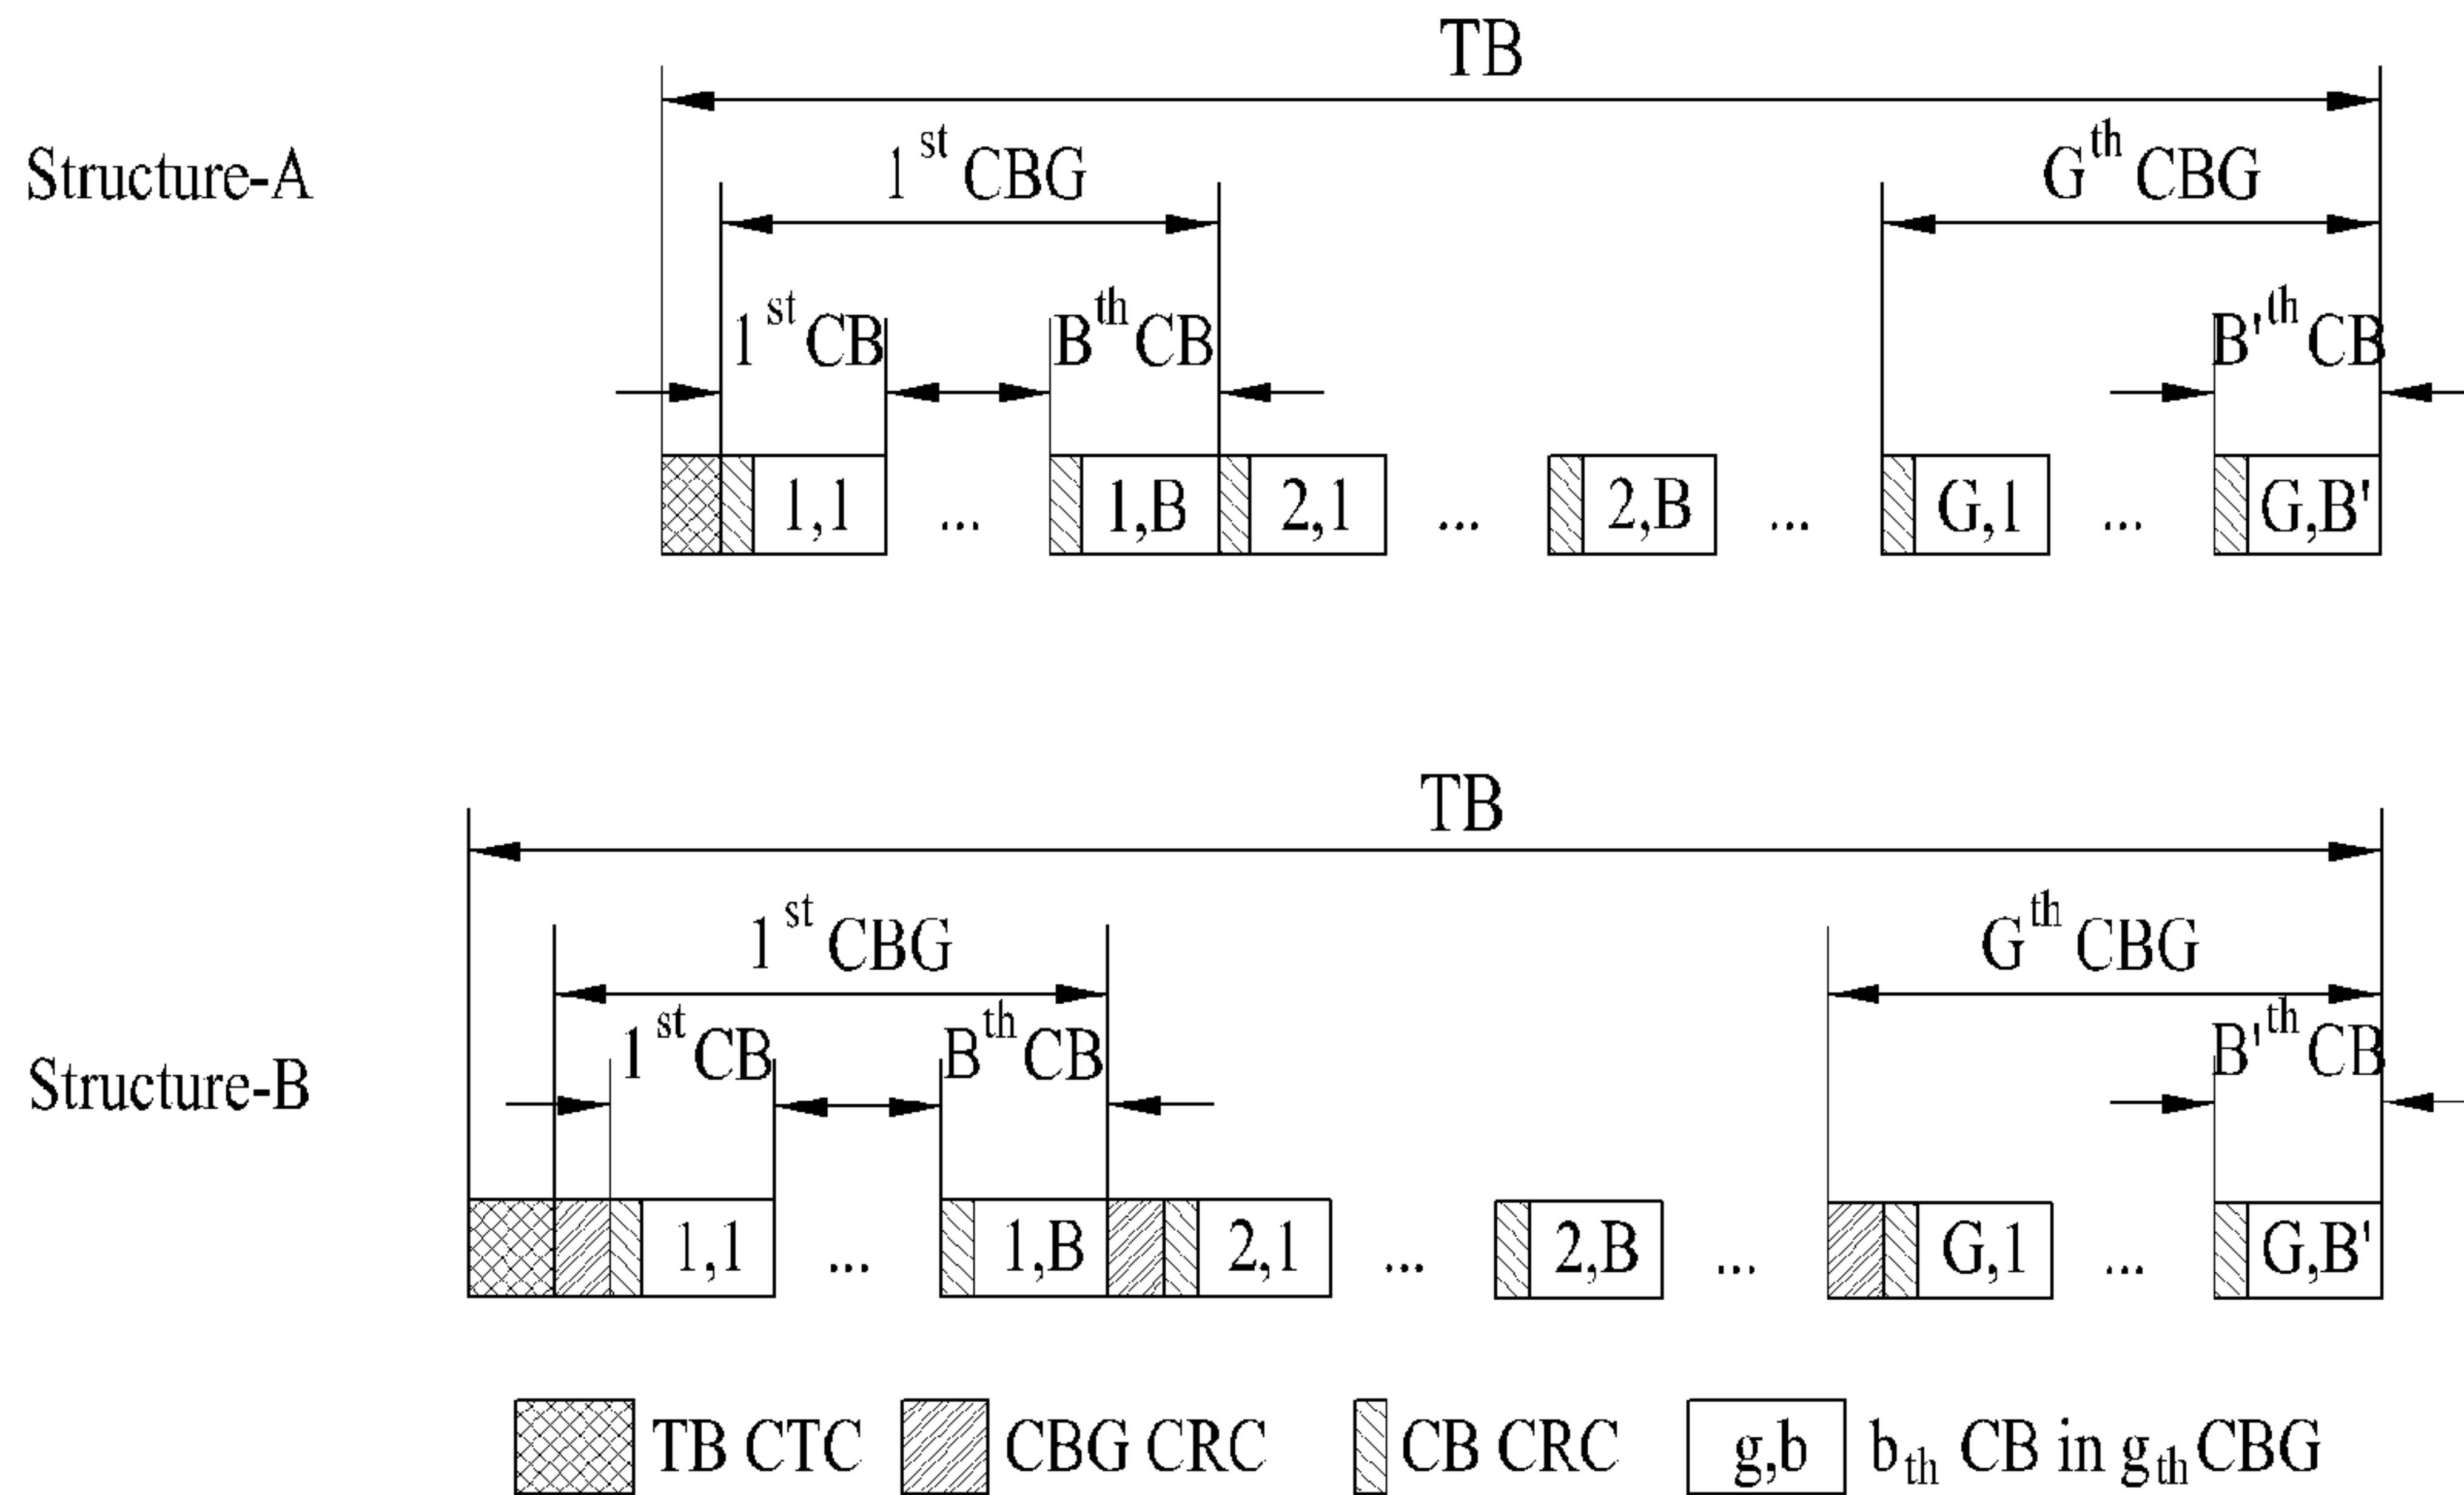 TB
Structure-A
1st CBG
Gth CBG
1st CB
Bth CB
B'th CB
1,1 ... 1,B 2,1 ... 2,B ... G,1 ... G,B'
TB
1st CBG
Gth CBG
Structure-B
1st CB
Bth CB
B'th CB
1,1 ... 1,B 2,1 ... 2,B ... G,1 ... G,B'
TB CTC
CBG CRC
CB CRC
g,b
bth CB in gth CBG